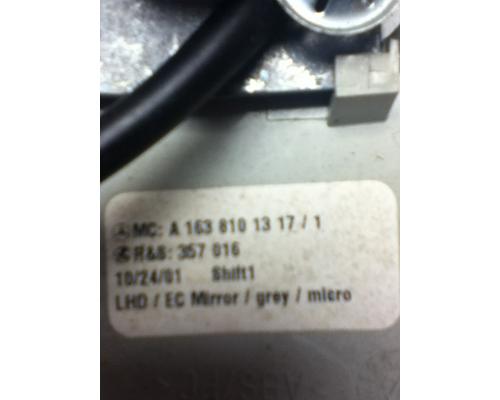 MC: A 163 810 13 17 / 1
R&S: 357 016
10/24/01 Shift1
LHD / EC Mirror / grey / micro